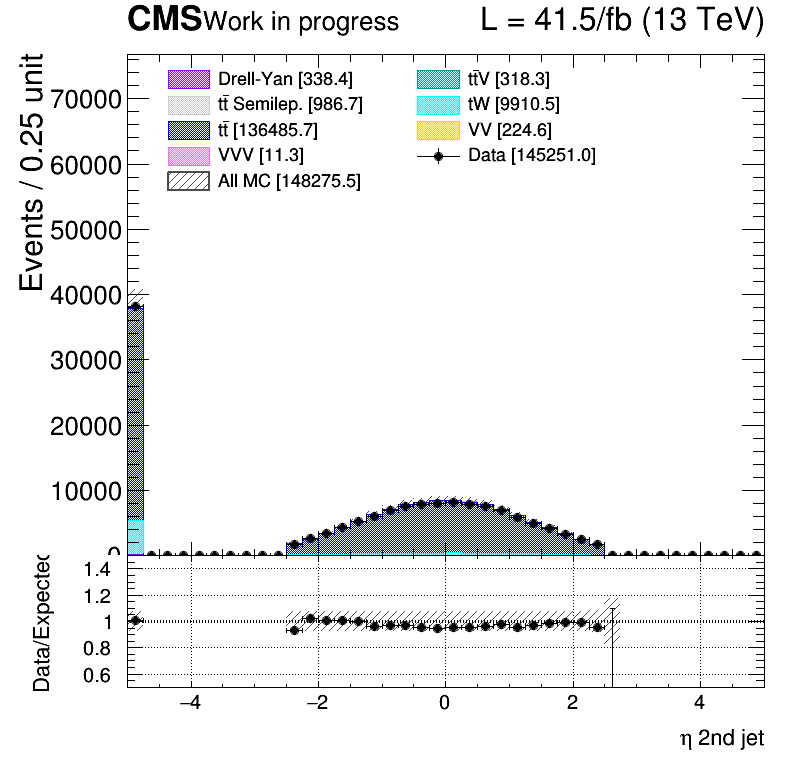 CMS Work in progress L = 41.5/fb (13 TeV)
Events / 0.25 unit
Drell-Yan [338.4]
tt̄ Semilep. [986.7]
tt̄ [136485.7]
VVV [11.3]
All MC [148275.5]
tt̄V [318.3]
tW [9910.5]
VV [224.6]
Data [145251.0]
70000
60000
50000
40000
30000
20000
10000
0
Data/Expected
1.4
1.2
1
0.8
0.6
−4 −2 0 2 4
η 2nd jet